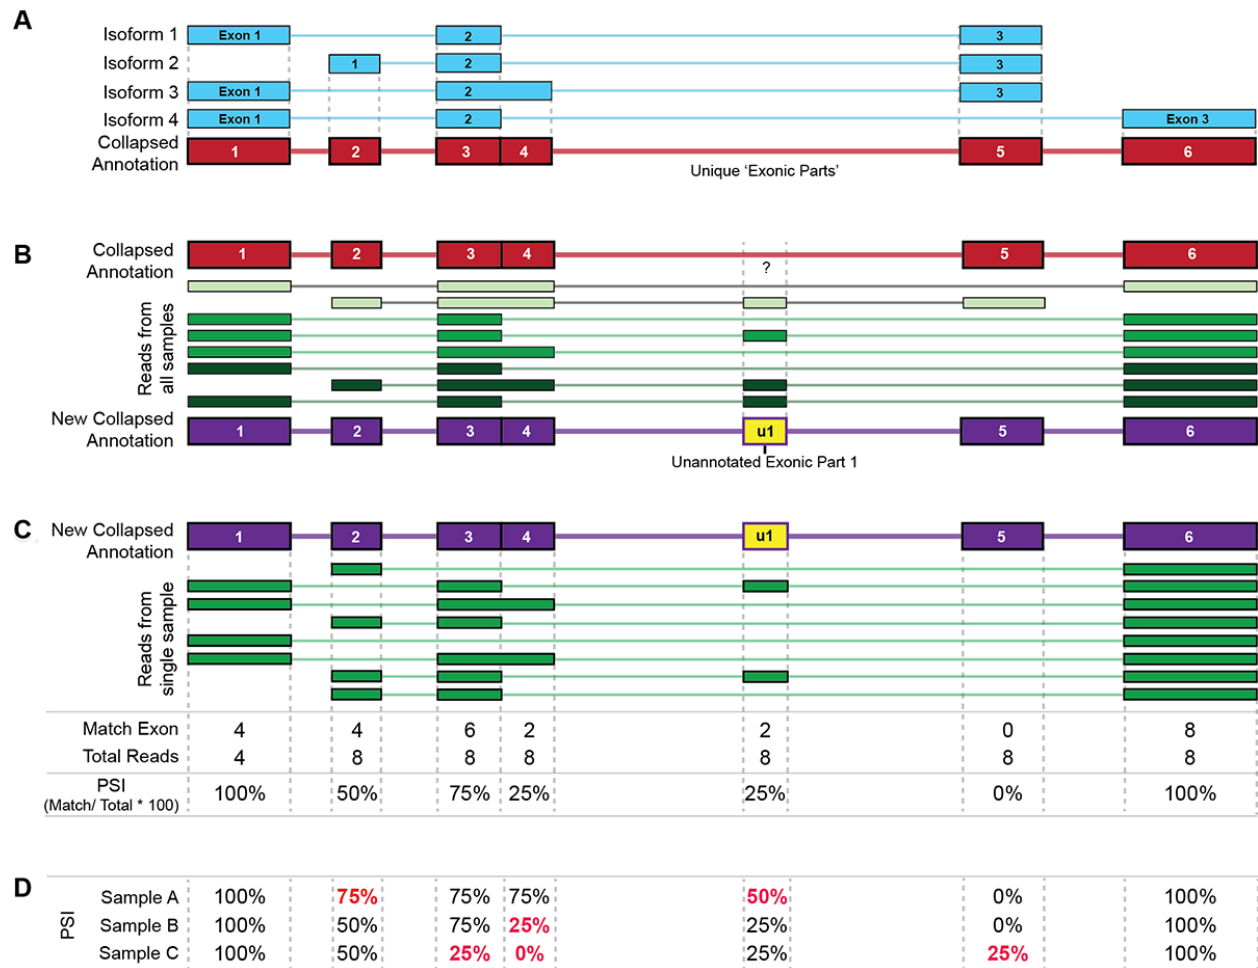 A
Isoform 1 Exon 1 2 3
Isoform 2 1 2 3
Isoform 3 Exon 1 2 3
Isoform 4 Exon 1 2 Exon 3
Collapsed
Annotation 1 2 3 4 5 6
Unique 'Exonic Parts'
B
Collapsed
Annotation 1 2 3 4 ? 5 6
Reads from
all samples
New Collapsed
Annotation 1 2 3 4 u1 5 6
Unannotated Exonic Part 1
C
New Collapsed
Annotation 1 2 3 4 u1 5 6
Reads from
single sample
Match Exon 4 4 6 2 2 0 8
Total Reads 4 8 8 8 8 8 8
PSI
(Match/ Total * 100) 100% 50% 75% 25% 25% 0% 100%
D
PSI
Sample A 100% 75% 75% 75% 50% 0% 100%
Sample B 100% 50% 75% 25% 25% 0% 100%
Sample C 100% 50% 25% 0% 25% 25% 100%